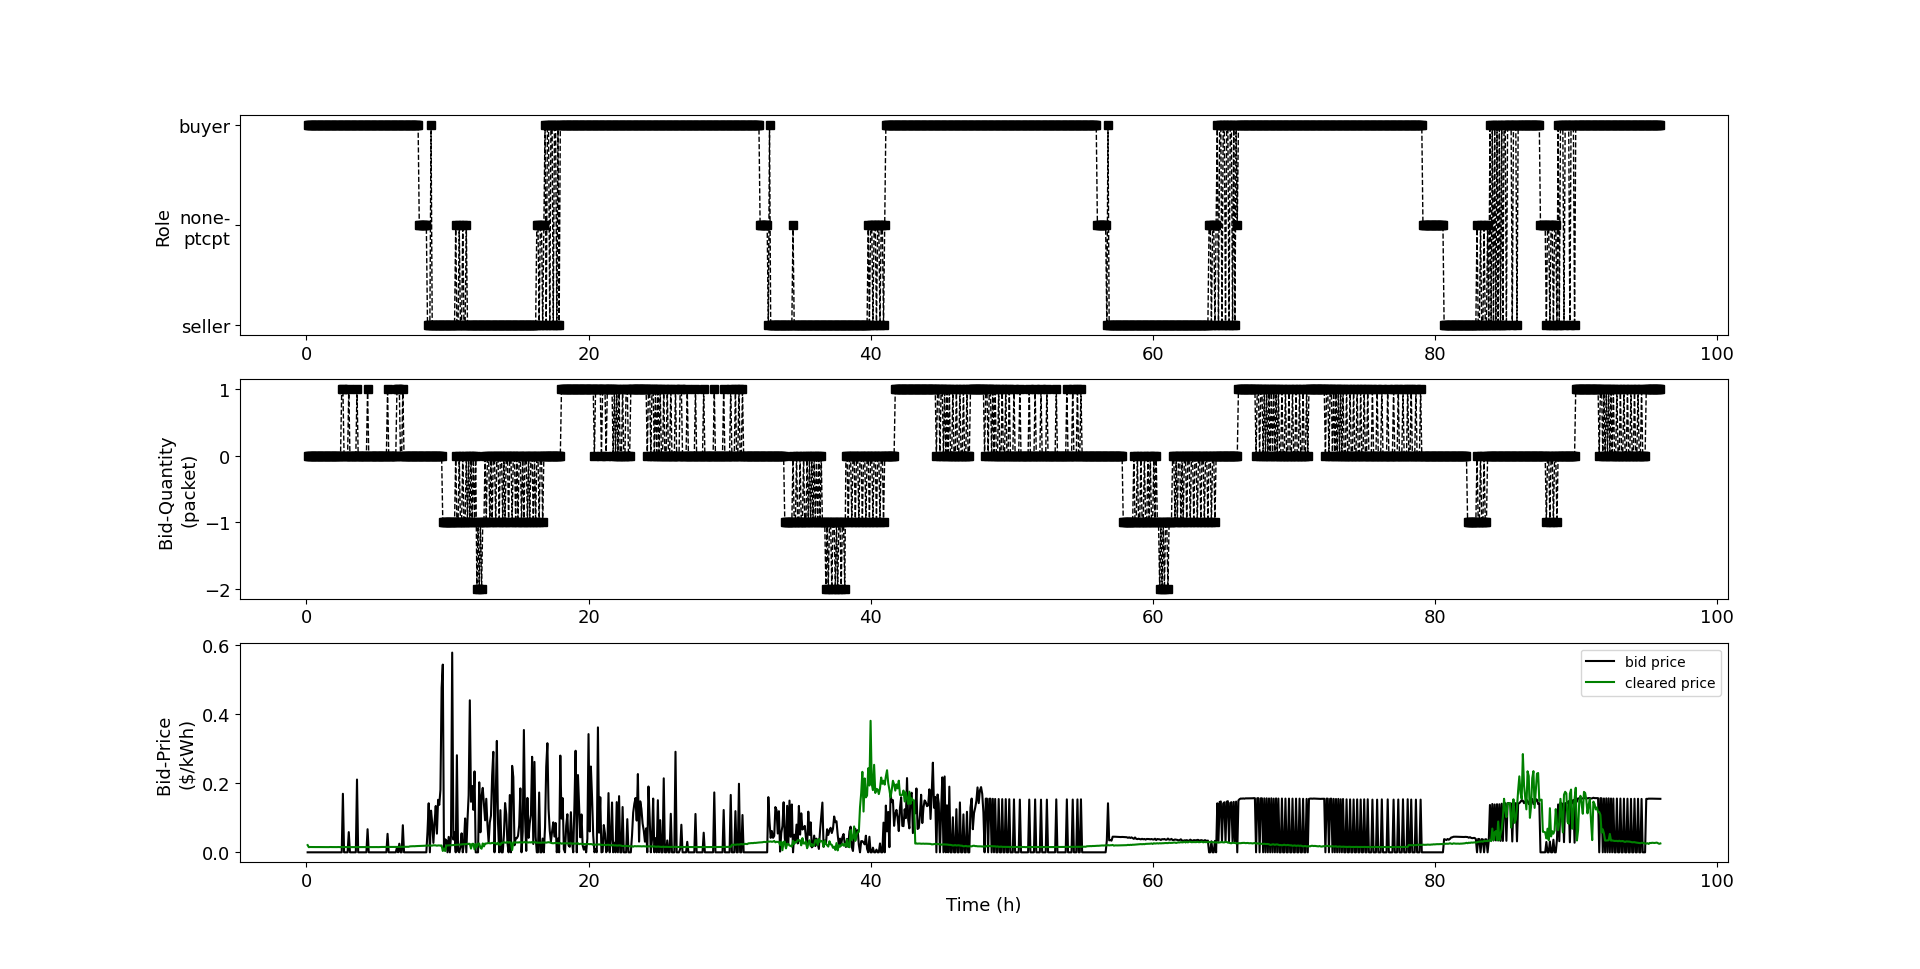 buyer
none-
ptcpt
seller
Role
0 20 40 60 80 100
1
0
−1
−2
Bid-Quantity
(packet)
0 20 40 60 80 100
0.6
0.4
0.2
0.0
Bid-Price
($/kWh)
bid price
cleared price
0 20 40 60 80 100
Time (h)